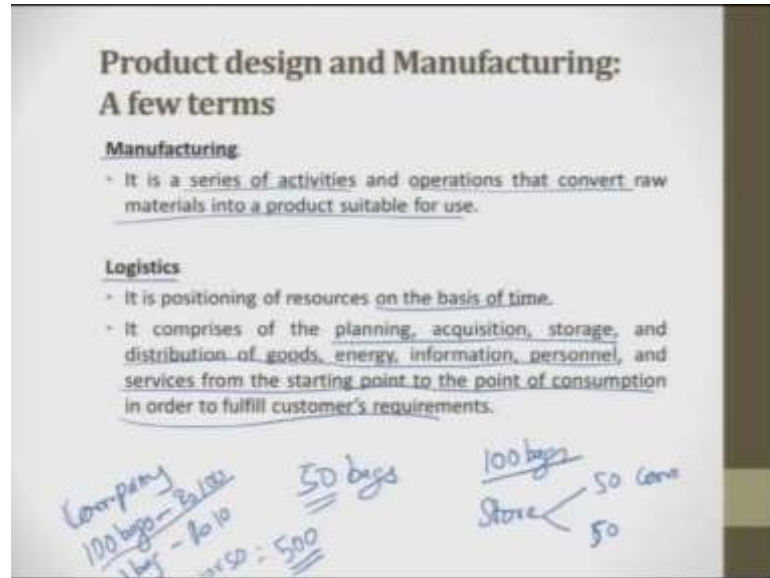 Product design and Manufacturing:
A few terms
Manufacturing
• It is a series of activities and operations that convert raw
materials into a product suitable for use.
Logistics
• It is positioning of resources on the basis of time.
• It comprises of the planning, acquisition, storage, and
distribution of goods, energy, information, personnel, and
services from the starting point to the point of consumption
in order to fulfill customer's requirements.
Company
100 bags -
50 bags
100 bags
Store
50
50
50 = 500